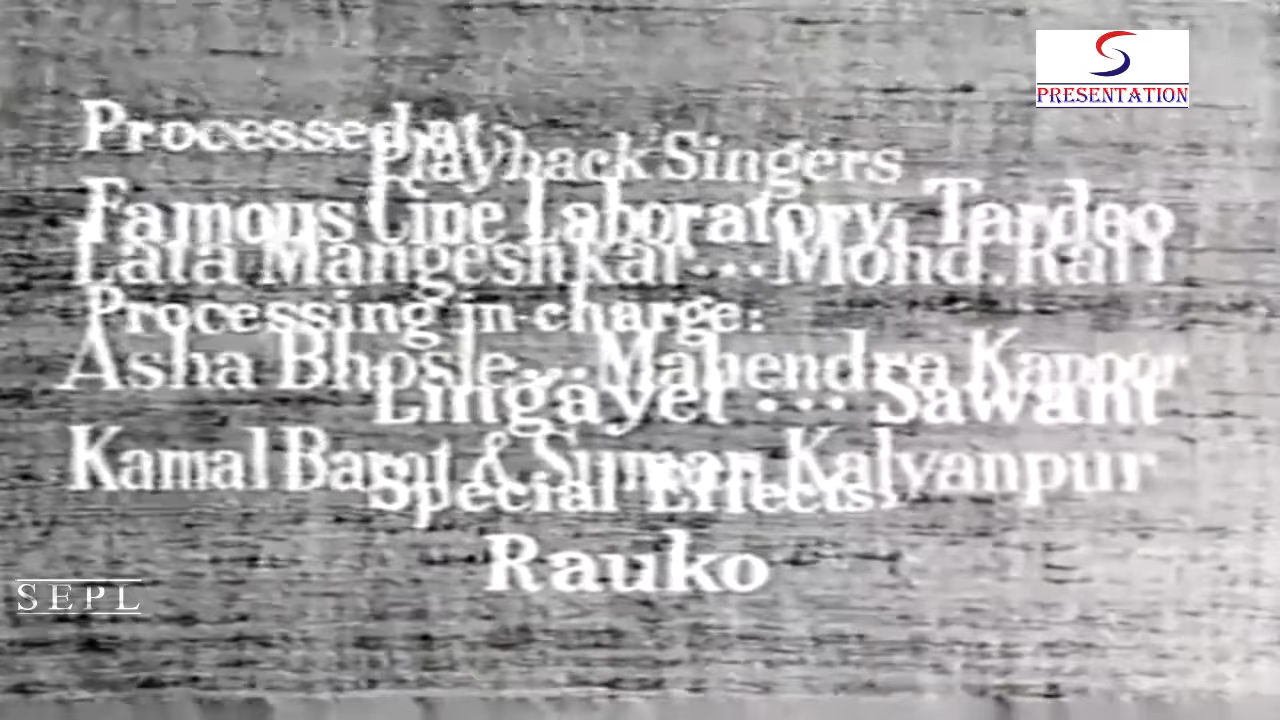 PRESENTATION
Processed at
Playback Singers
Famous Cine Laboratory, Tardeo
Lata Mangeshkar...Mohd. Rafi
Processing in-charge:
Asha Bhosle...Mahendra Kapoor
Lingayet ... Sawant
Kamal Barot & Suman Kalyanpur
Special Effects:
Rauko
SEPL